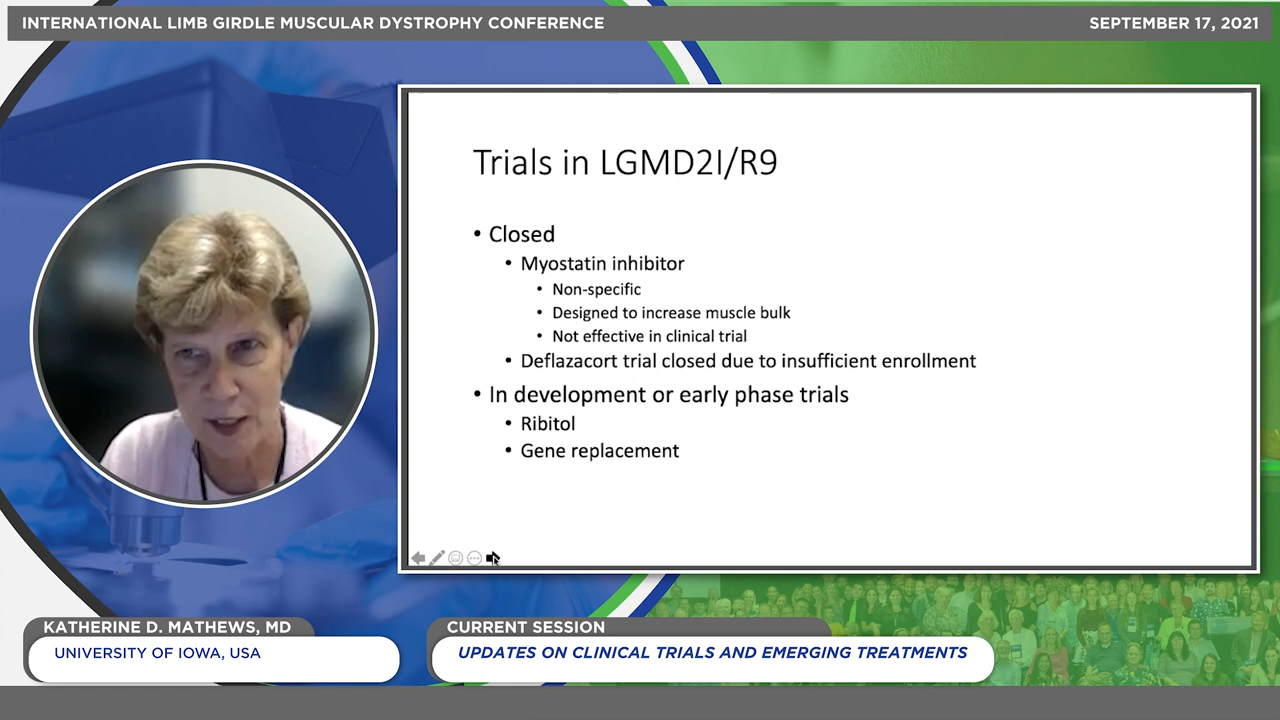 INTERNATIONAL LIMB GIRDLE MUSCULAR DYSTROPHY CONFERENCE
SEPTEMBER 17, 2021
Trials in LGMD2I/R9
• Closed
• Myostatin inhibitor
• Non-specific
• Designed to increase muscle bulk
• Not effective in clinical trial
• Deflazacort trial closed due to insufficient enrollment
• In development or early phase trials
• Ribitol
• Gene replacement
KATHERINE D. MATHEWS, MD
UNIVERSITY OF IOWA, USA
CURRENT SESSION
UPDATES ON CLINICAL TRIALS AND EMERGING TREATMENTS